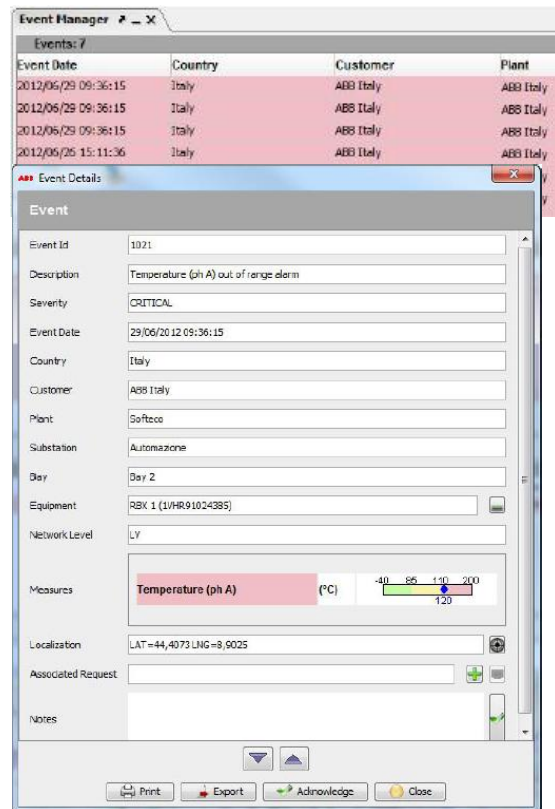 Event Manager
Events: 7
Event Date Country Customer Plant
2012/06/29 09:36:15 Italy ABB Italy ABB Italy
2012/06/29 09:36:15 Italy ABB Italy ABB Italy
2012/06/29 09:36:15 Italy ABB Italy ABB Italy
2012/06/26 15:11:36 Italy ABB Italy ABB Italy
ABB Event Details
Event
Event Id 1021
Description Temperature (ph A) out of range alarm
Severity CRITICAL
Event Date 29/06/2012 09:36:15
Country Italy
Customer ABB Italy
Plant Softeco
Substation Automazione
Bay Bay 2
Equipment RBX 1 (1VHR91024385)
Network Level LV
Measures Temperature (ph A) (°C) -40 85 110 200
120
Localization LAT=44,4073 LNG=8,9025
Associated Request
Notes
Print Export Acknowledge Close